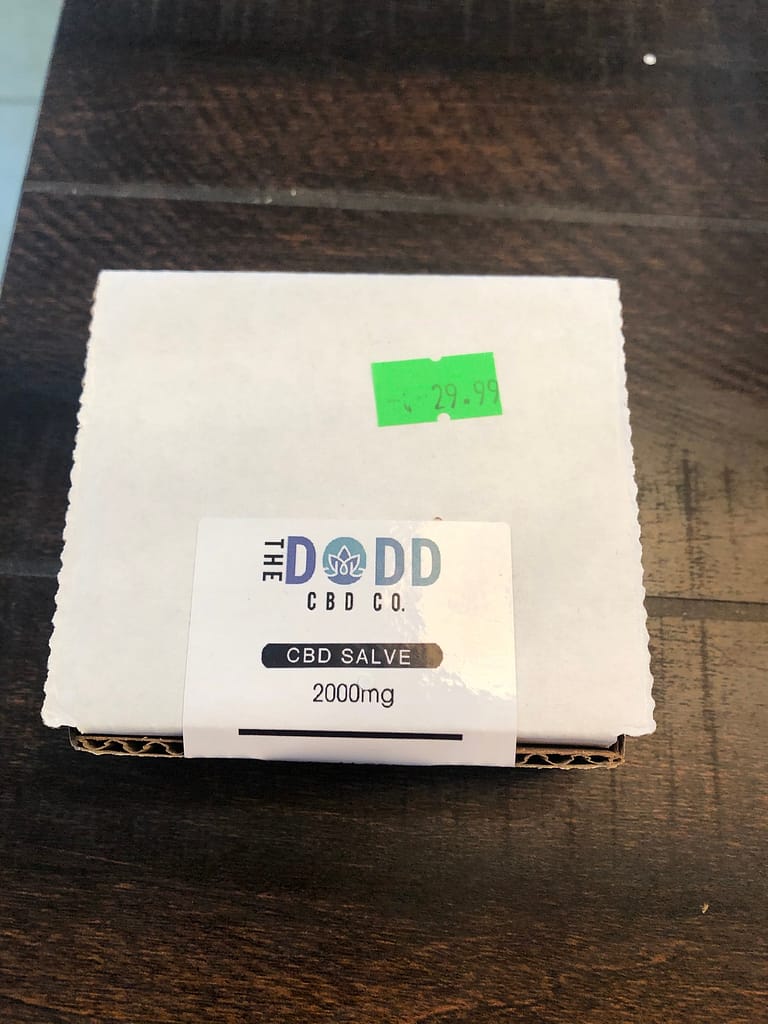 29.99
THE DODD
CBD CO.
CBD SALVE
2000mg